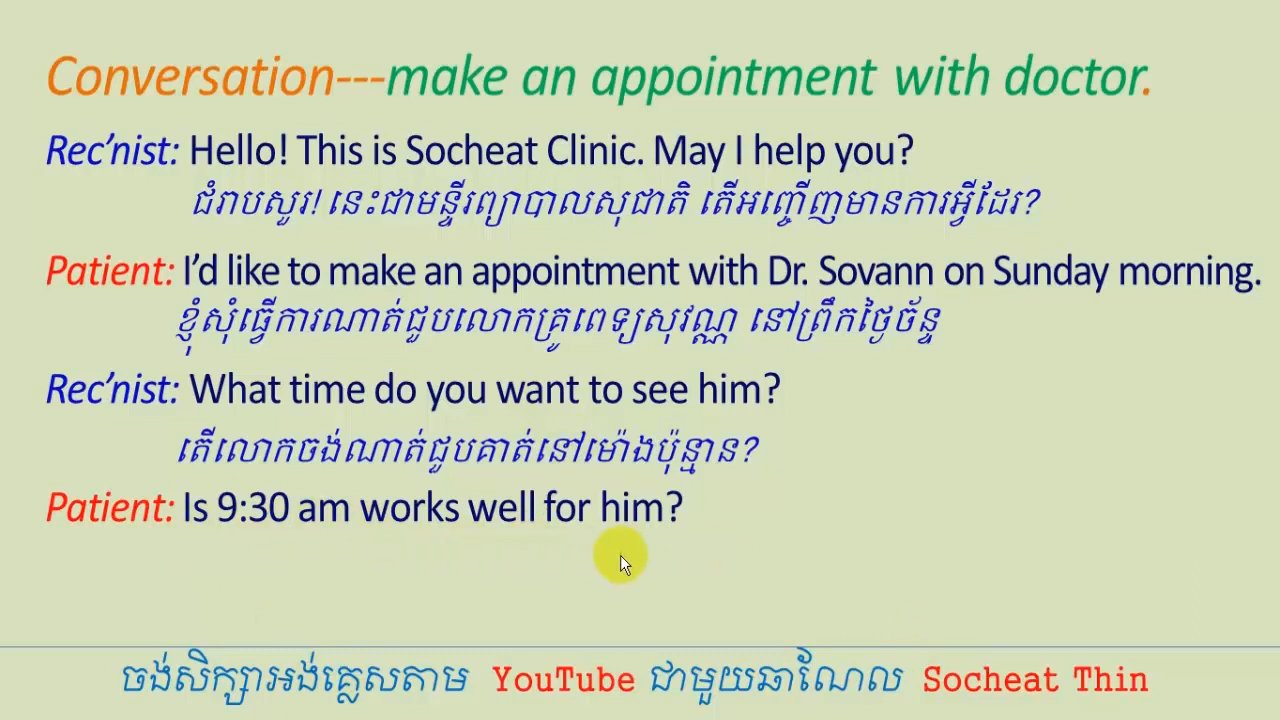 Conversation---make an appointment with doctor.
Rec’nist: Hello! This is Socheat Clinic. May I help you?
ជំរាបសួរ! នេះជាមន្ទីរព្យាបាលសុជាតិ តើអញ្ចើញមានការអ្វីដែរ?
Patient: I’d like to make an appointment with Dr. Sovann on Sunday morning.
ខ្ញុំសុំធ្វើការណាត់ជួបលោកគ្រូពេទ្យសុវណ្ណ នៅព្រឹកថ្ងៃច័ន្ទ
Rec’nist: What time do you want to see him?
តើលោកចង់ណាត់ជួបគាត់នៅម៉ោងប៉ុន្មាន?
Patient: Is 9:30 am works well for him?
ចង់សិក្សាអង់គ្លេសតាម YouTube ជាមួយឆាណែល Socheat Thin